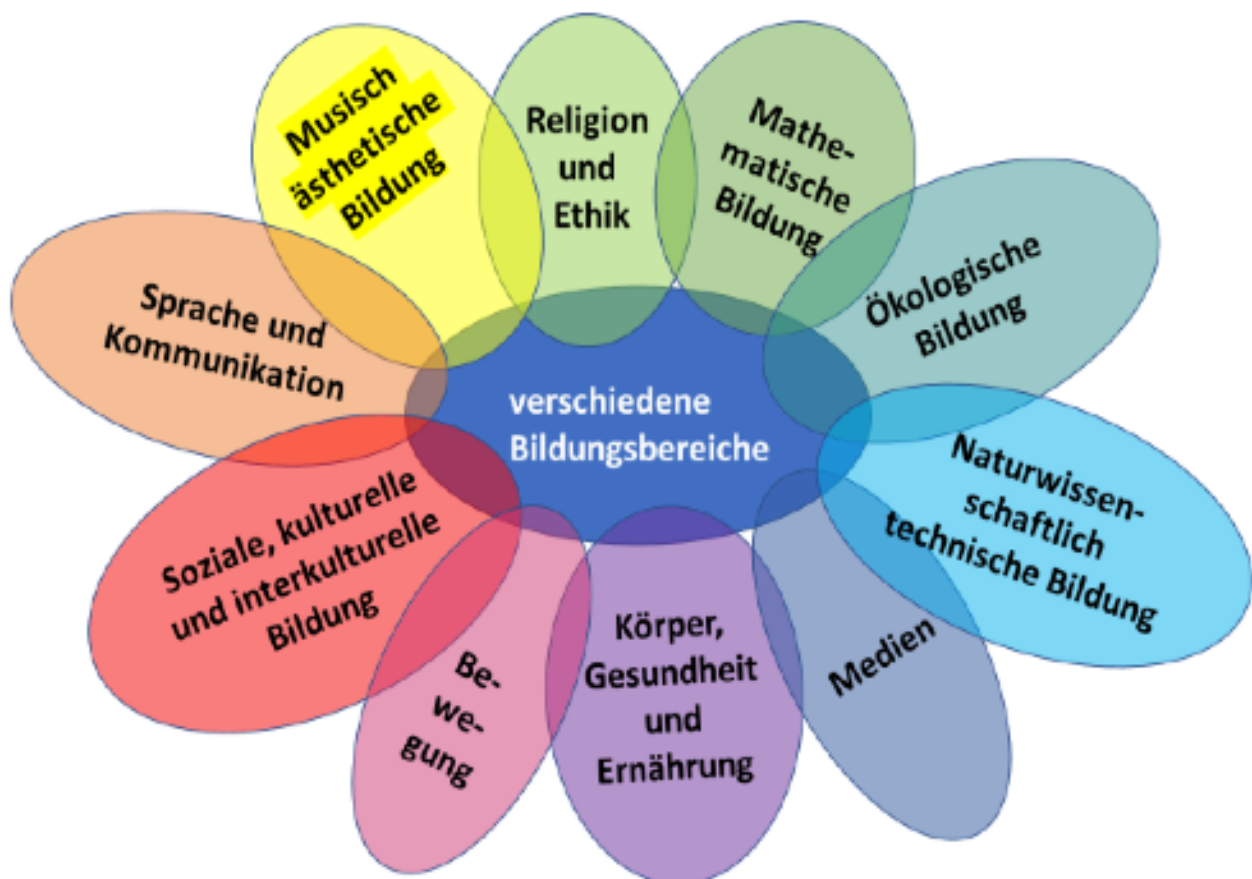 Musisch
ästhetische
Bildung
Religion
und
Ethik
Mathe-
matische
Bildung
Ökologische
Bildung
Sprache und
Kommunikation
verschiedene
Bildungsbereiche
Naturwissen-
schaftlich
technische Bildung
Soziale, kulturelle
und interkulturelle
Bildung
Be-
we-
gung
Körper,
Gesundheit
und
Ernährung
Medien